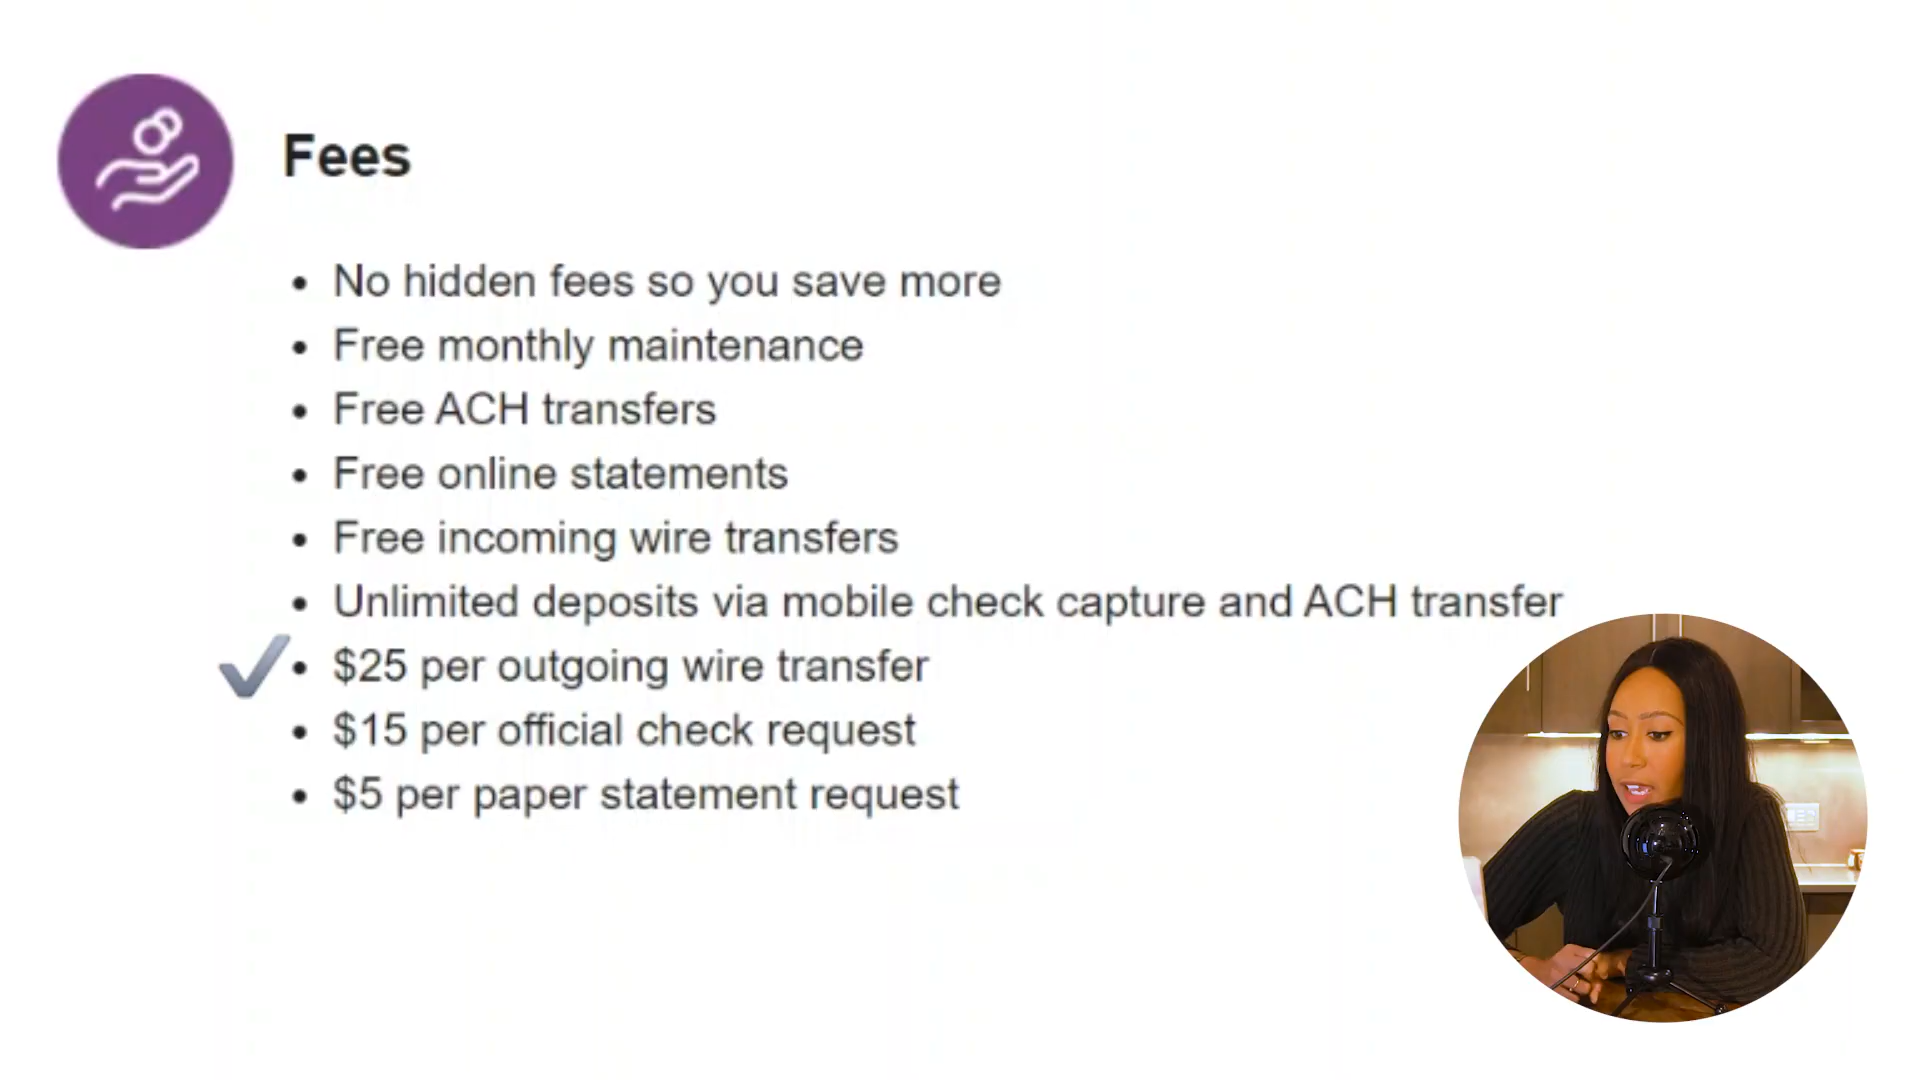 Fees
• No hidden fees so you save more
• Free monthly maintenance
• Free ACH transfers
• Free online statements
• Free incoming wire transfers
• Unlimited deposits via mobile check capture and ACH transfer
• $25 per outgoing wire transfer
• $15 per official check request
• $5 per paper statement request